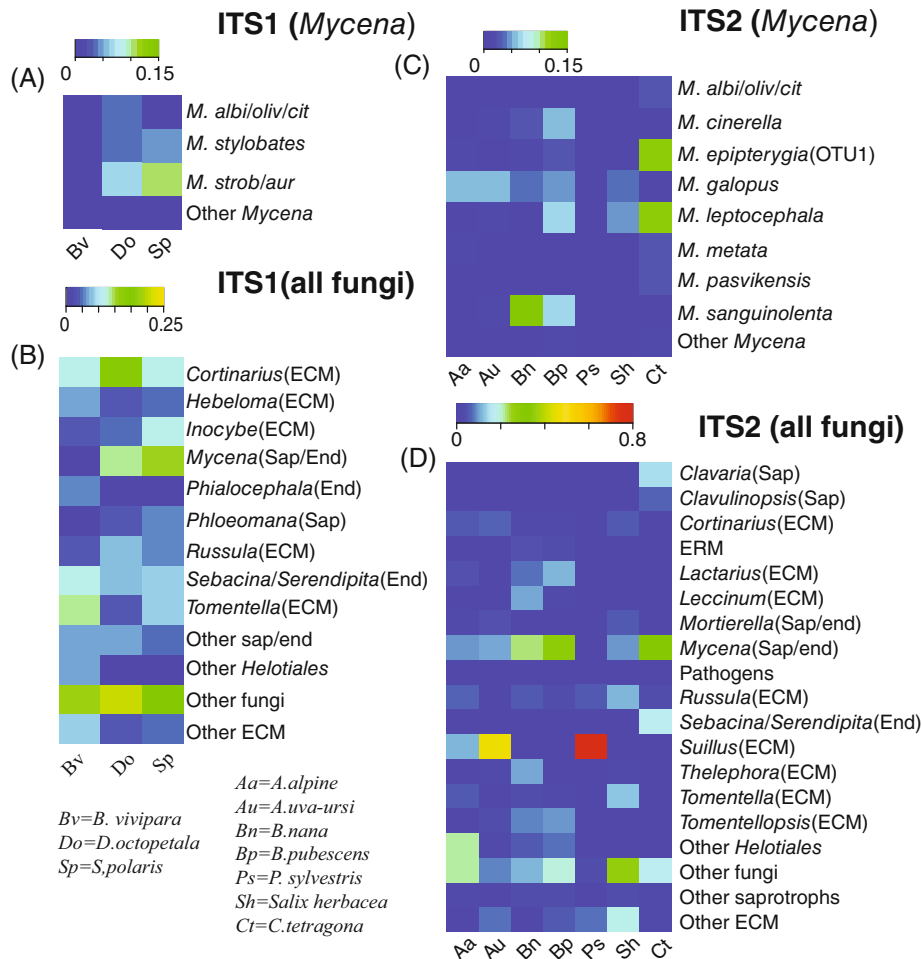 ITS1 (Mycena)
0 0.15
(A)
M. albi/oliv/cit
M. stylobates
M. strob/aur
Other Mycena
Bv Do Sp
ITS1(all fungi)
0 0.25
(B)
Cortinarius(ECM)
Hebeloma(ECM)
Inocybe(ECM)
Mycena(Sap/End)
Phialocephala(End)
Phloeomana(Sap)
Russula(ECM)
Sebacina/Serendipita(End)
Tomentella(ECM)
Other sap/end
Other Helotiales
Other fungi
Other ECM
Bv Do Sp
Bv=B. vivipara
Do=D.octopetala
Sp=S,polaris
Aa=A.alpine
Au=A.uva-ursi
Bn=B.nana
Bp=B.pubescens
Ps=P. sylvestris
Sh=Salix herbacea
Ct=C.tetragona
ITS2 (Mycena)
0 0.15
(C)
M. albi/oliv/cit
M. cinerella
M. epipterygia(OTU1)
M. galopus
M. leptocephala
M. metata
M. pasvikensis
M. sanguinolenta
Other Mycena
Aa Au Bn Bp Ps Sh Ct
ITS2 (all fungi)
0 0.8
(D)
Clavaria(Sap)
Clavulinopsis(Sap)
Cortinarius(ECM)
ERM
Lactarius(ECM)
Leccinum(ECM)
Mortierella(Sap/end)
Mycena(Sap/end)
Pathogens
Russula(ECM)
Sebacina/Serendipita(End)
Suillus(ECM)
Thelephora(ECM)
Tomentella(ECM)
Tomentellopsis(ECM)
Other Helotiales
Other fungi
Other saprotrophs
Other ECM
Aa Au Bn Bp Ps Sh Ct